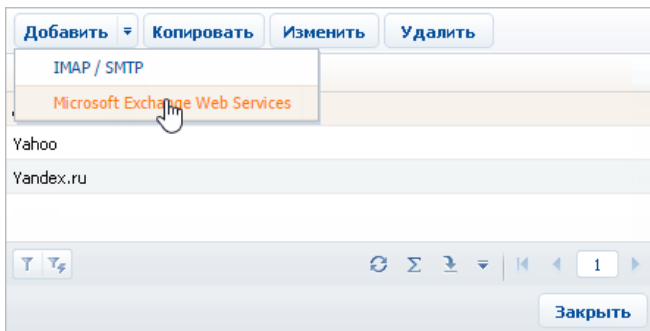 Добавить Копировать Изменить Удалить
IMAP / SMTP
Microsoft Exchange Web Services
Yahoo
Yandex.ru
1
Закрыть